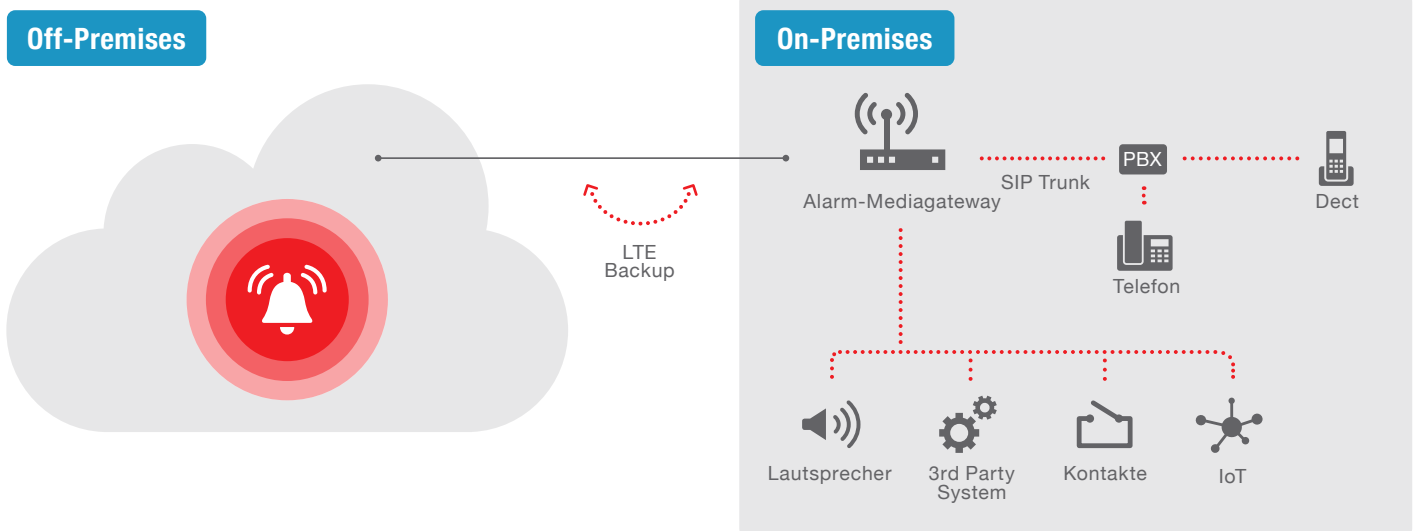 Off-Premises
On-Premises
PBX
SIP Trunk
Alarm-Mediagateway
Dect
LTE
Backup
Telefon
Lautsprecher
3rd Party
System
Kontakte
IoT